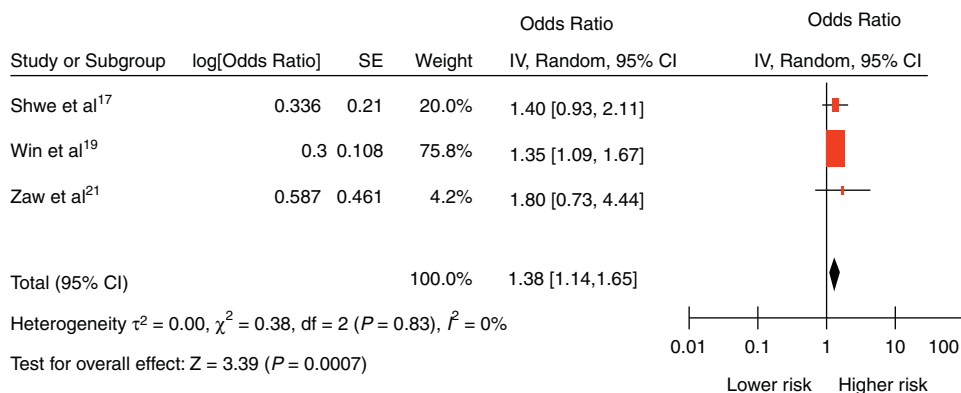 Odds Ratio Odds Ratio
Study or Subgroup log[Odds Ratio] SE Weight IV, Random, 95% CI IV, Random, 95% CI
Shwe et al¹⁷ 0.336 0.21 20.0% 1.40 [0.93, 2.11]
Win et al¹⁹ 0.3 0.108 75.8% 1.35 [1.09, 1.67]
Zaw et al²¹ 0.587 0.461 4.2% 1.80 [0.73, 4.44]
Total (95% CI) 100.0% 1.38 [1.14,1.65]
Heterogeneity τ² = 0.00, χ² = 0.38, df = 2 (P = 0.83), I² = 0%
Test for overall effect: Z = 3.39 (P = 0.0007)
0.01 0.1 1 10 100
Lower risk Higher risk